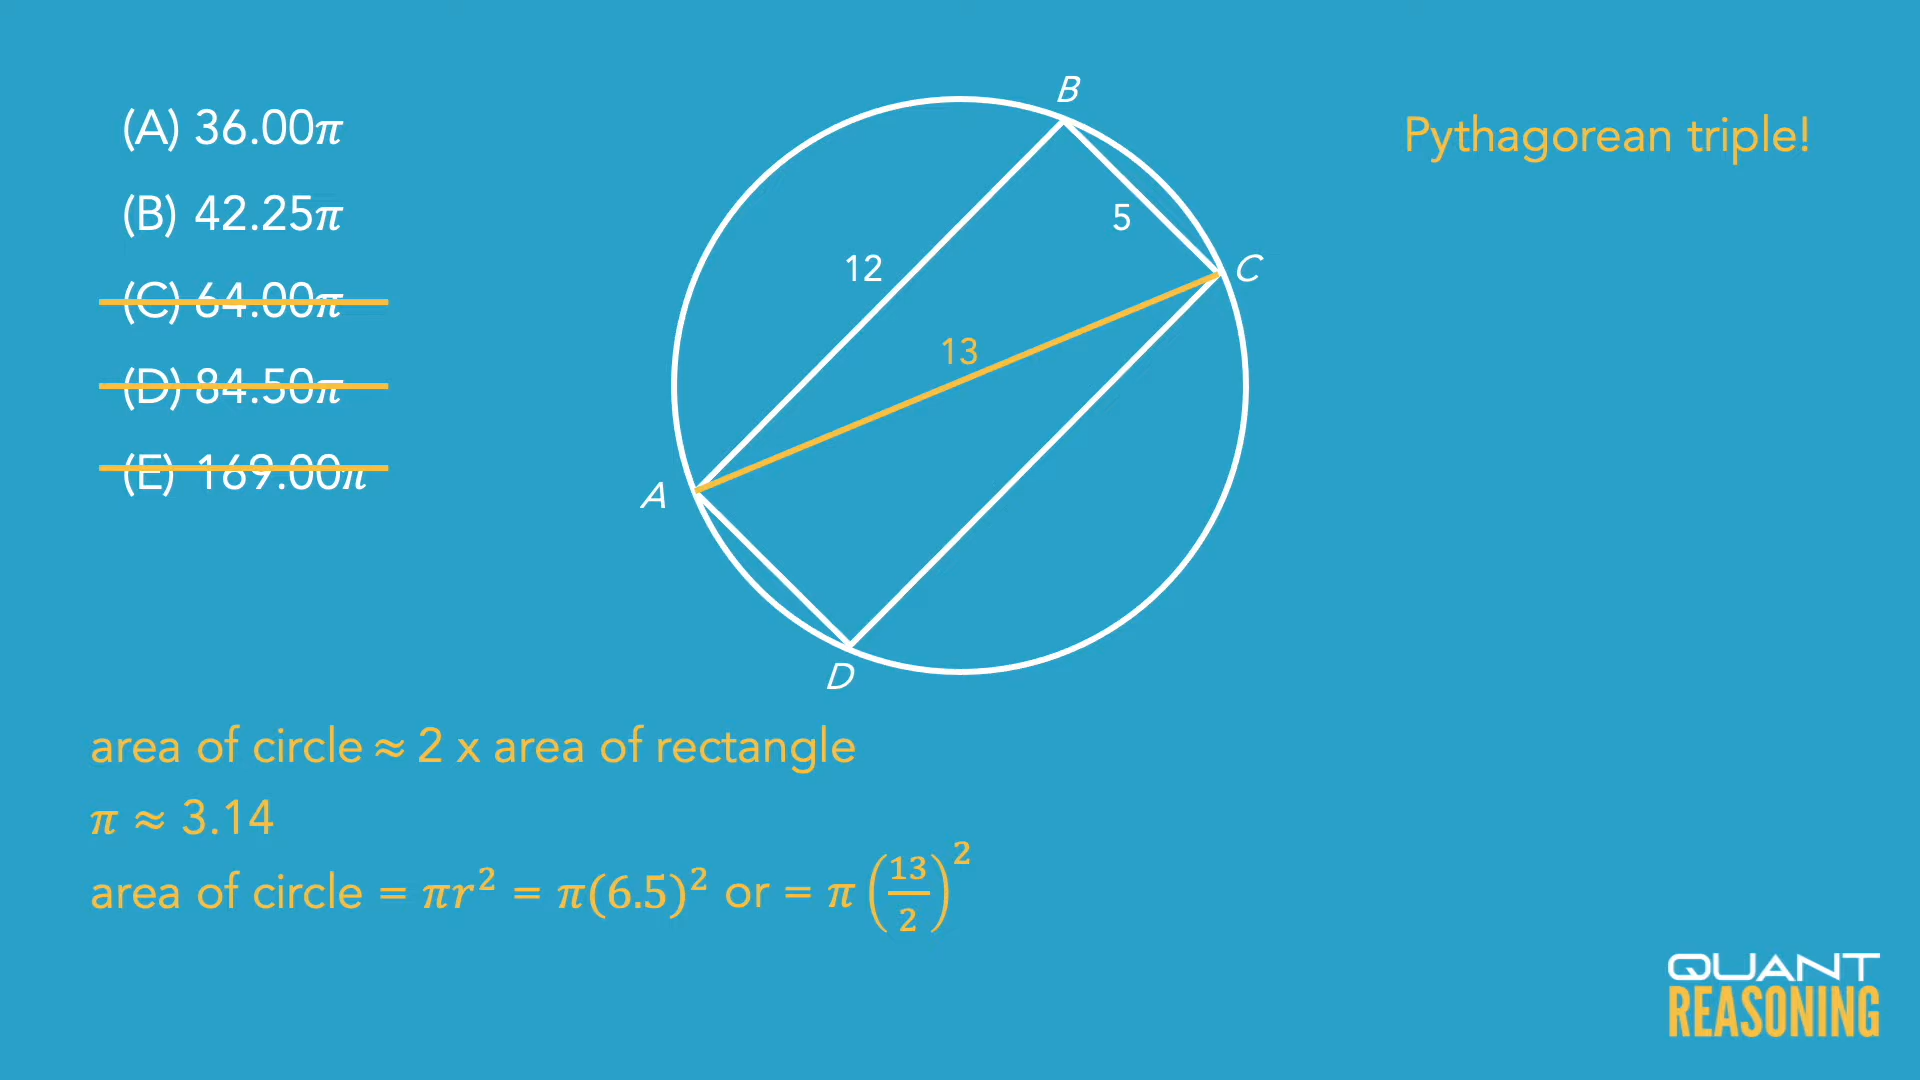 (A) 36.00π
(B) 42.25π
(C) 64.00π
(D) 84.50π
(E) 169.00π
B
12
5
C
13
A
D
Pythagorean triple!
area of circle ≈ 2 x area of rectangle
π ≈ 3.14
area of circle = πr² = π(6.5)² or = π(13/2)²
QUANT
REASONING